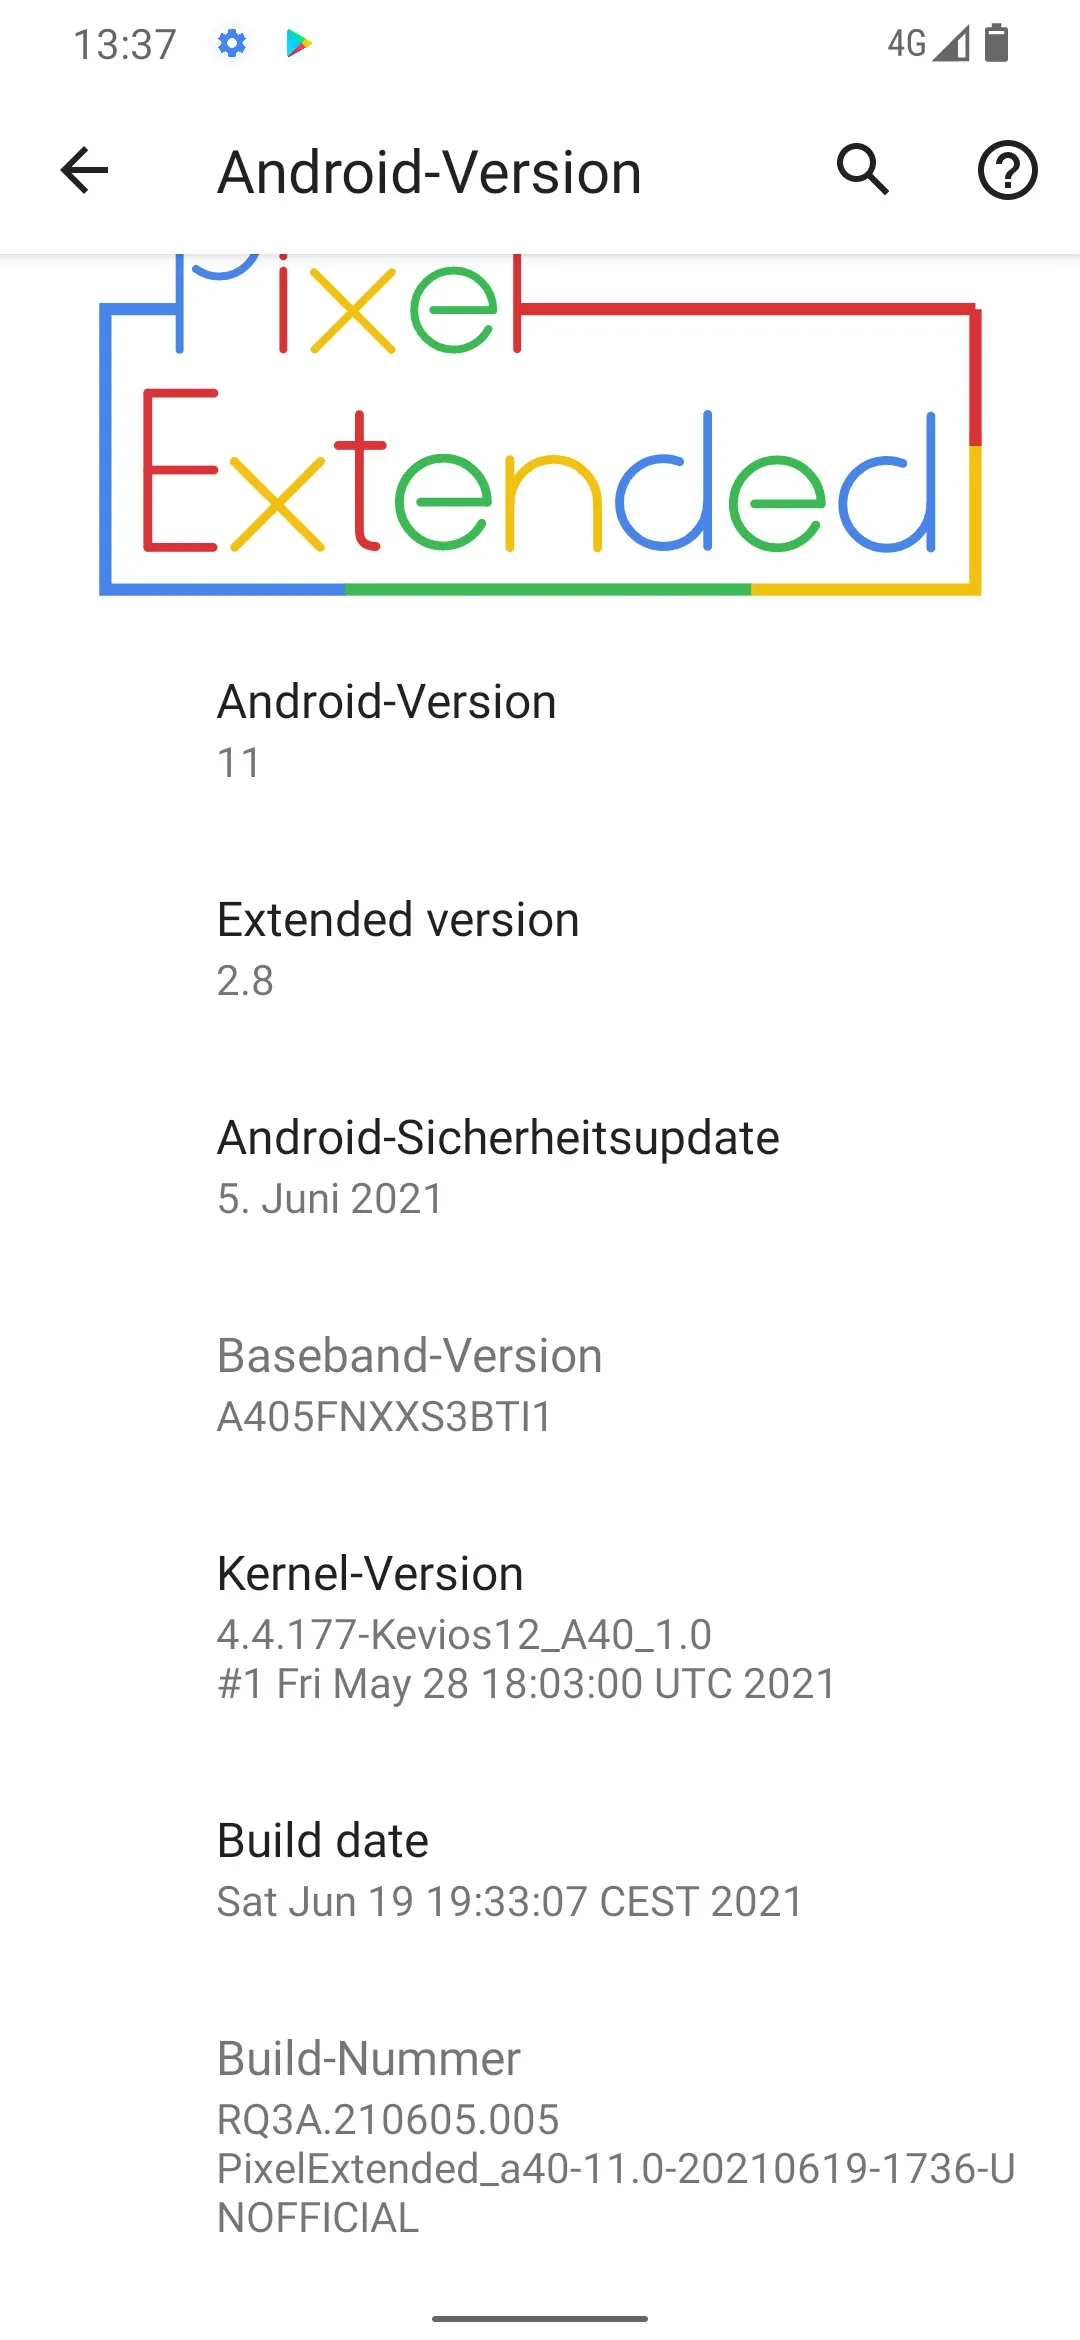 13:37 4G
Android-Version
Pixel
Extended
Android-Version
11
Extended version
2.8
Android-Sicherheitsupdate
5. Juni 2021
Baseband-Version
A405FNXXS3BTI1
Kernel-Version
4.4.177-Kevios12_A40_1.0
#1 Fri May 28 18:03:00 UTC 2021
Build date
Sat Jun 19 19:33:07 CEST 2021
Build-Nummer
RQ3A.210605.005
PixelExtended_a40-11.0-20210619-1736-U
NOFFICIAL